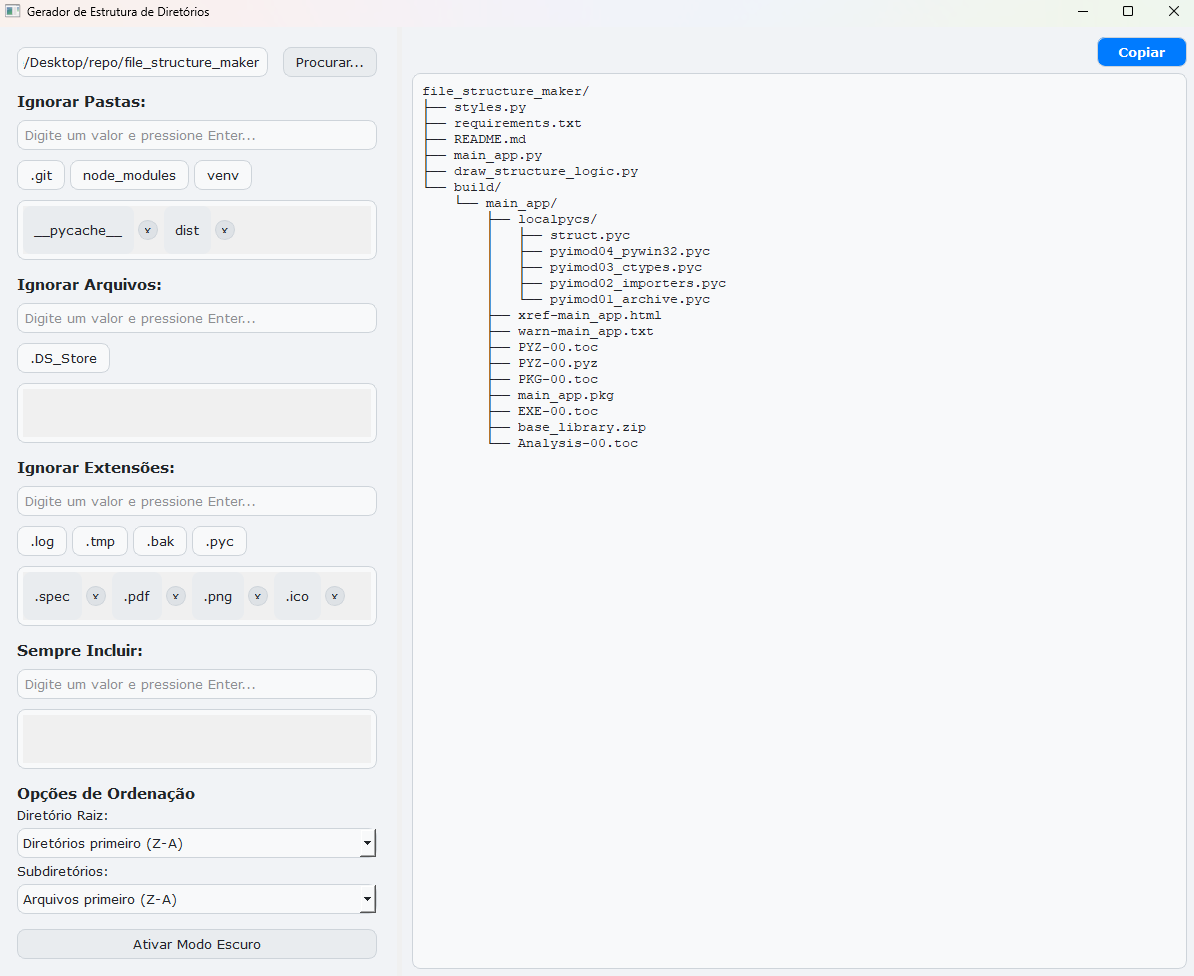 Gerador de Estrutura de Diretórios
/Desktop/repo/file_structure_maker
Procurar...
Ignorar Pastas:
Digite um valor e pressione Enter...
.git node_modules venv
__pycache__ x dist x
Ignorar Arquivos:
Digite um valor e pressione Enter...
.DS_Store
Ignorar Extensões:
Digite um valor e pressione Enter...
.log .tmp .bak .pyc
.spec x .pdf x .png x .ico x
Sempre Incluir:
Digite um valor e pressione Enter...
Opções de Ordenação
Diretório Raiz:
Diretórios primeiro (Z-A)
Subdiretórios:
Arquivos primeiro (Z-A)
Ativar Modo Escuro
Copiar
file_structure_maker/
├── styles.py
├── requirements.txt
├── README.md
├── main_app.py
├── draw_structure_logic.py
└── build/
    └── main_app/
        ├── localpycs/
        │   ├── struct.pyc
        │   ├── pyimod04_pywin32.pyc
        │   ├── pyimod03_ctypes.pyc
        │   ├── pyimod02_importers.pyc
        │   └── pyimod01_archive.pyc
        ├── xref-main_app.html
        ├── warn-main_app.txt
        ├── PYZ-00.toc
        ├── PYZ-00.pyz
        ├── PKG-00.toc
        ├── main_app.pkg
        ├── EXE-00.toc
        ├── base_library.zip
        └── Analysis-00.toc